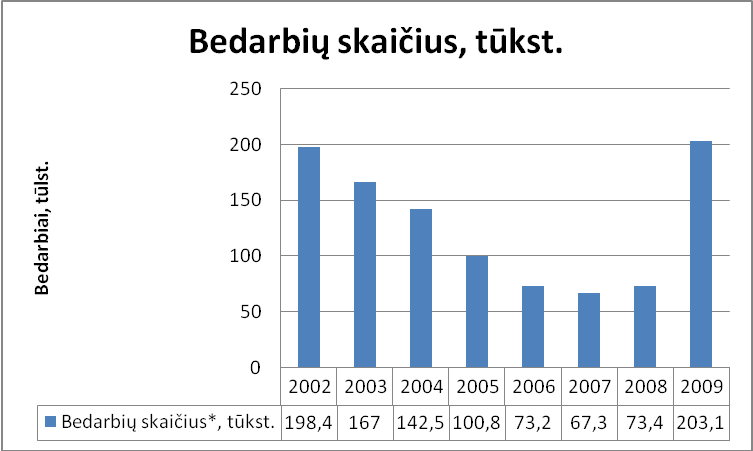 Bedarbių skaičius, tūkst.
Bedarbiai, tūlst.
250
200
150
100
50
0
2002 2003 2004 2005 2006 2007 2008 2009
Bedarbių skaičius*, tūkst. 198,4 167 142,5 100,8 73,2 67,3 73,4 203,1